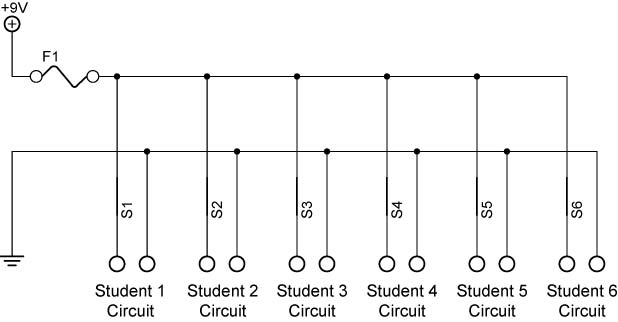 +9V
F1
S1
S2
S3
S4
S5
S6
Student 1 Student 2 Student 3 Student 4 Student 5 Student 6
Circuit Circuit Circuit Circuit Circuit Circuit